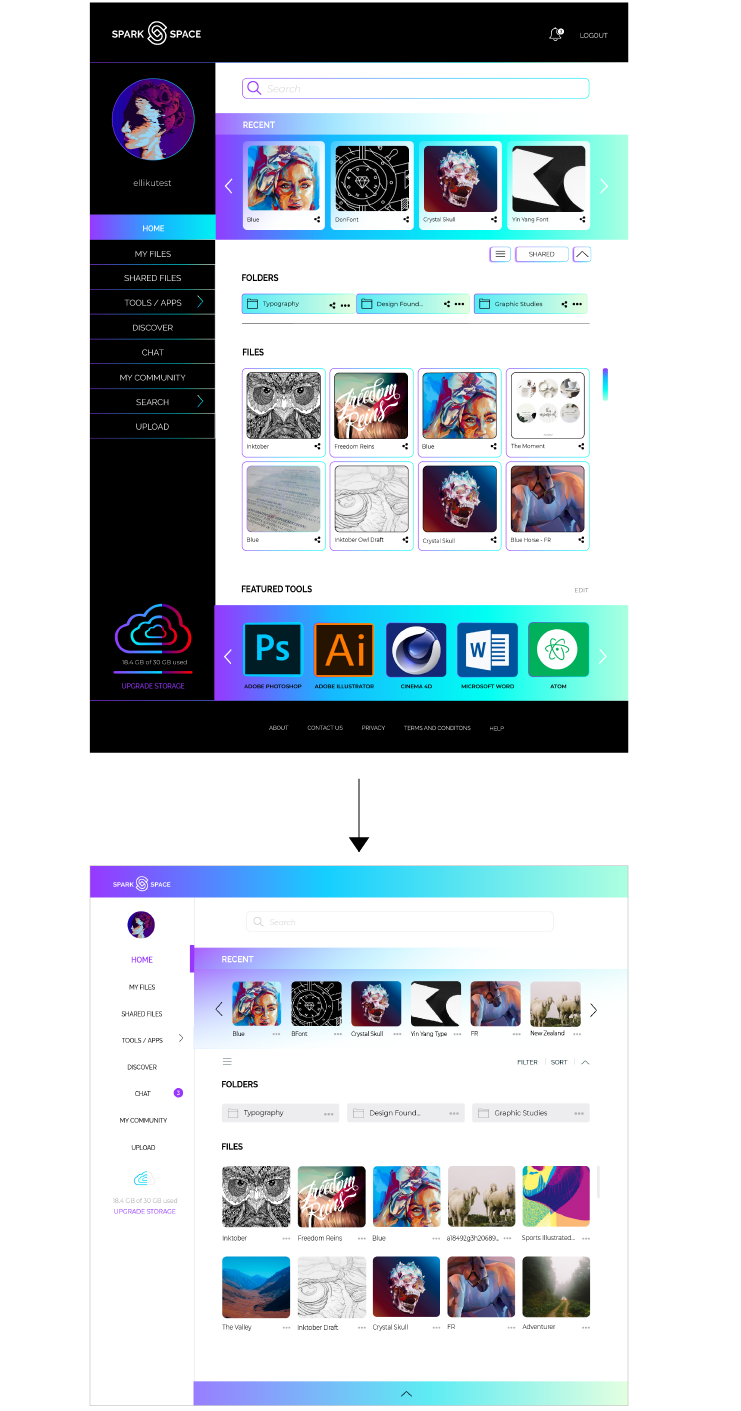 SPARK SPACE
LOGOUT
Search
ellikutest
RECENT
Blue
DonFont
Crystal Skull
Yin Yang Font
HOME
MY FILES
SHARED FILES
TOOLS / APPS
DISCOVER
CHAT
MY COMMUNITY
SEARCH
UPLOAD
SHARED
FOLDERS
Typography
Design Found...
Graphic Studies
FILES
Freedom
Reins
Inktober
Freedom Reins
Blue
The Moment
Blue
Inktober Owl Draft
Crystal Skull
Blue Horse - FR
FEATURED TOOLS
EDIT
18.4 GB of 30 GB used
UPGRADE STORAGE
Ps
Ai
W
ADOBE PHOTOSHOP
ADOBE ILLUSTRATOR
CINEMA 4D
MICROSOFT WORD
ATOM
ABOUT
CONTACT US
PRIVACY
TERMS AND CONDITONS
HELP
SPARK SPACE
Search
HOME
MY FILES
SHARED FILES
TOOLS / APPS
DISCOVER
CHAT
3
MY COMMUNITY
UPLOAD
18.4 GB of 30 GB used
UPGRADE STORAGE
RECENT
Blue
BFont
Crystal Skull
Yin Yang Type
FR
New Zealand
FILTER
SORT
FOLDERS
Typography
Design Found...
Graphic Studies
FILES
Freedom
Reins
Inktober
Freedom Reins
Blue
a18492g3h20689...
Sports Illustrated...
The Valley
Inktober Draft
Crystal Skull
FR
Adventurer